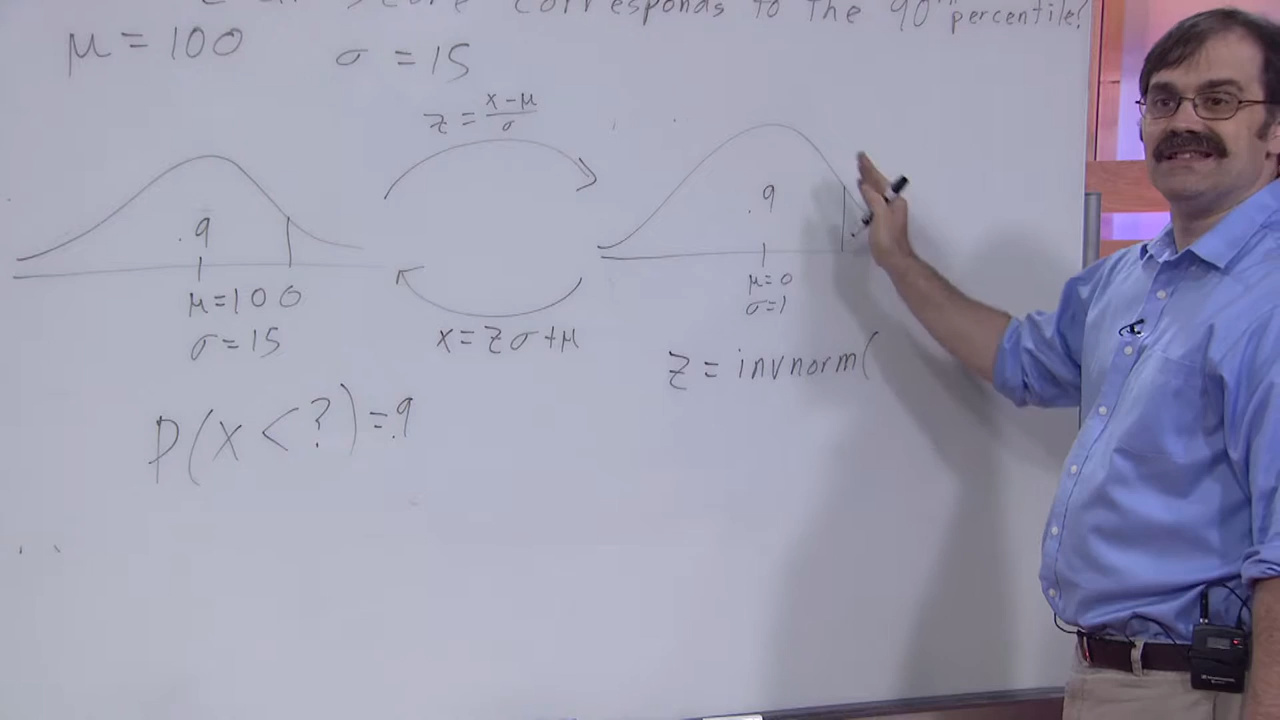 score corresponds to the 90th percentile?
μ = 100
σ = 15
z = x-μ/σ
.9
μ=100
σ=15
x=zσ+μ
.9
μ=0
σ=1
z = invnorm(
P(X<?)=.9